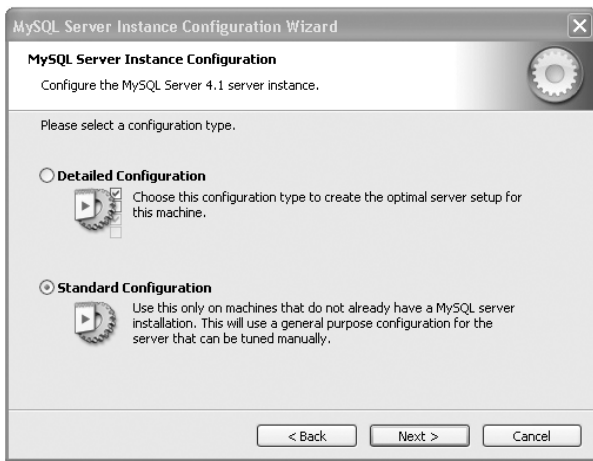 MySQL Server Instance Configuration Wizard
MySQL Server Instance Configuration
Configure the MySQL Server 4.1 server instance.
Please select a configuration type.
Detailed Configuration
Choose this configuration type to create the optimal server setup for
this machine.
Standard Configuration
Use this only on machines that do not already have a MySQL server
installation. This will use a general purpose configuration for the
server that can be tuned manually.
< Back
Next >
Cancel